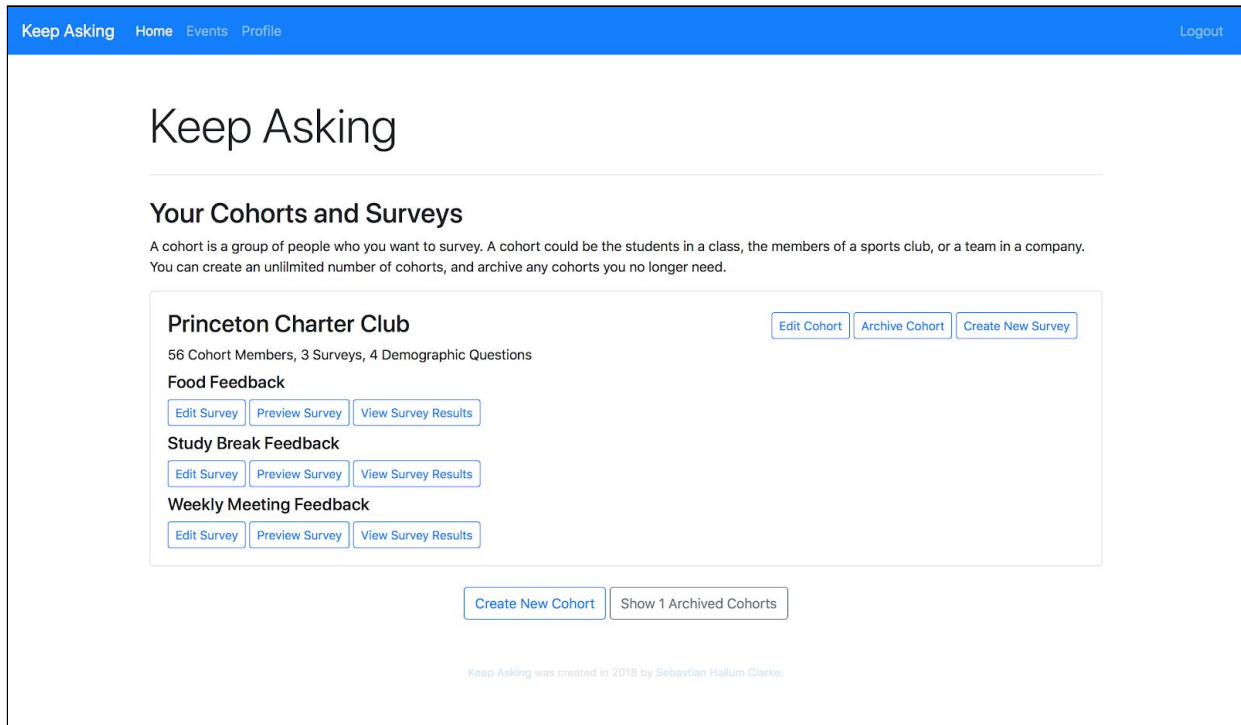 Keep Asking Home Events Profile Logout
Keep Asking
Your Cohorts and Surveys
A cohort is a group of people who you want to survey. A cohort could be the students in a class, the members of a sports club, or a team in a company.
You can create an unlilmited number of cohorts, and archive any cohorts you no longer need.
Princeton Charter Club Edit Cohort Archive Cohort Create New Survey
56 Cohort Members, 3 Surveys, 4 Demographic Questions
Food Feedback
Edit Survey Preview Survey View Survey Results
Study Break Feedback
Edit Survey Preview Survey View Survey Results
Weekly Meeting Feedback
Edit Survey Preview Survey View Survey Results
Create New Cohort Show 1 Archived Cohorts
Keep Asking was created in 2018 by Sebastian Hallum Clarke.